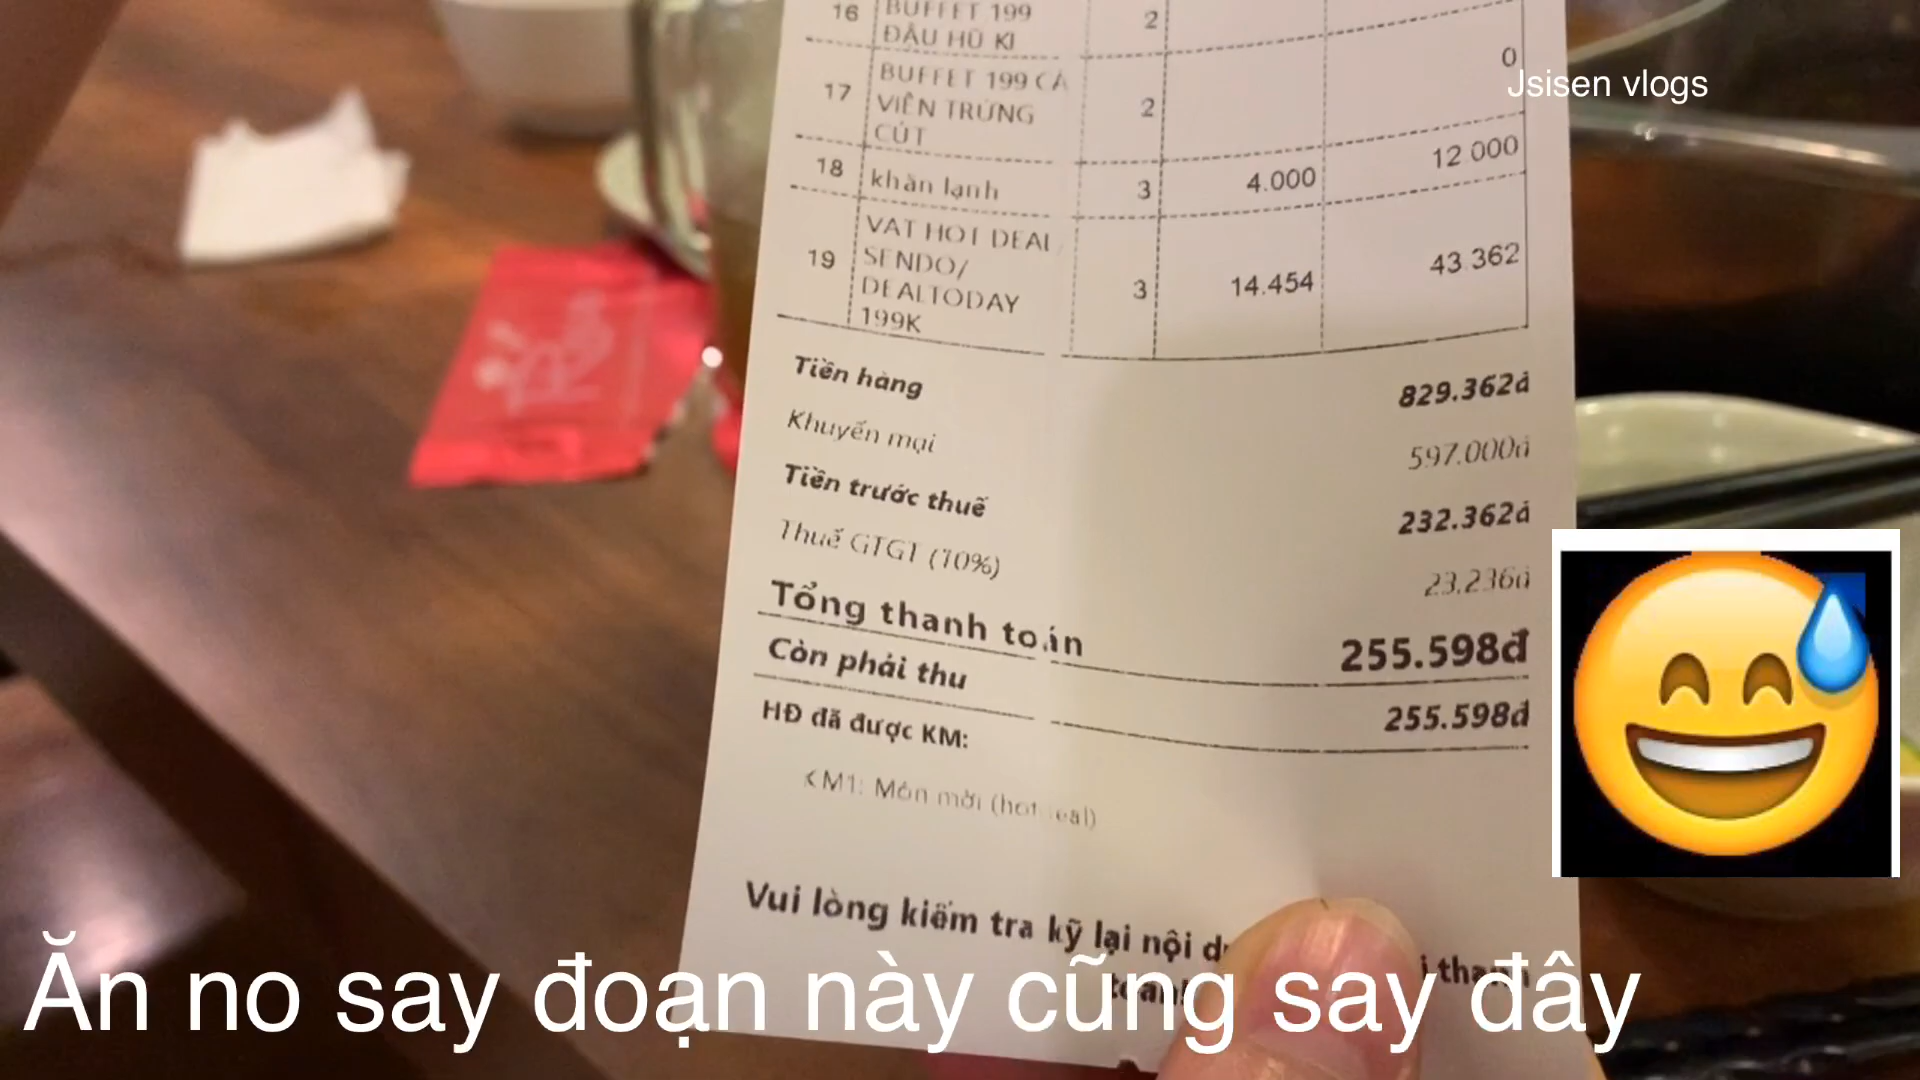 16 BUFFET 199 2
ĐẬU HŨ KI 0
Jsisen vlogs
17 BUFFET 199 CÁ
VIÊN TRỨNG 2
CÚT
18 khăn lạnh 3 4.000 12 000
VAT HOT DEAL
19 SENDO/ 3 14.454 43 362
DEALTODAY
199K
Tiền hàng 829.362đ
Khuyến mại 597.000đ
Tiền trước thuế 232.362đ
Thuế GTGT (10%) 23.236đ
Tổng thanh toán 255.598đ
Còn phải thu 255.598đ
HĐ đã được KM:
KM1: Món mời (hot deal)
Vui lòng kiểm tra kỹ lại nội
Ăn no say đoạn này cũng say đây